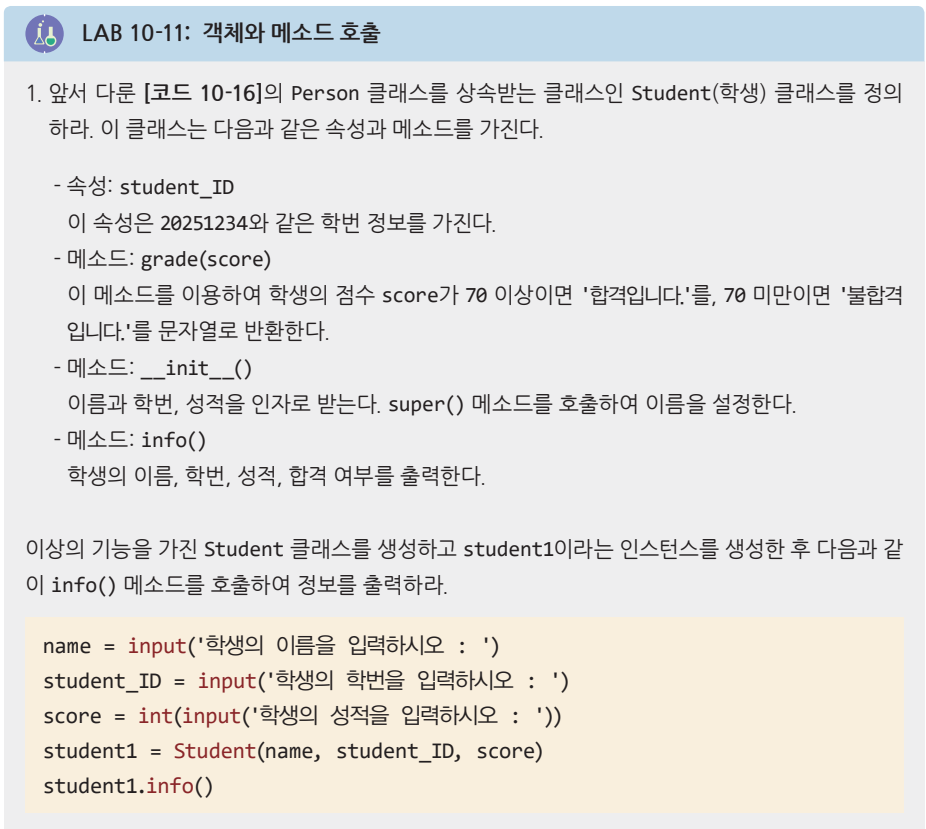 LAB 10-11: 객체와 메소드 호출
1. 앞서 다룬 [코드 10-16]의 Person 클래스를 상속받는 클래스인 Student(학생) 클래스를 정의
하라. 이 클래스는 다음과 같은 속성과 메소드를 가진다.
- 속성: student_ID
이 속성은 20251234와 같은 학번 정보를 가진다.
- 메소드: grade(score)
이 메소드를 이용하여 학생의 점수 score가 70 이상이면 '합격입니다.'를, 70 미만이면 '불합격
입니다.'를 문자열로 반환한다.
- 메소드: __init__()
이름과 학번, 성적을 인자로 받는다. super() 메소드를 호출하여 이름을 설정한다.
- 메소드: info()
학생의 이름, 학번, 성적, 합격 여부를 출력한다.
이상의 기능을 가진 Student 클래스를 생성하고 student1이라는 인스턴스를 생성한 후 다음과 같
이 info() 메소드를 호출하여 정보를 출력하라.
name = input('학생의 이름을 입력하시오 : ')
student_ID = input('학생의 학번을 입력하시오 : ')
score = int(input('학생의 성적을 입력하시오 : '))
student1 = Student(name, student_ID, score)
student1.info()